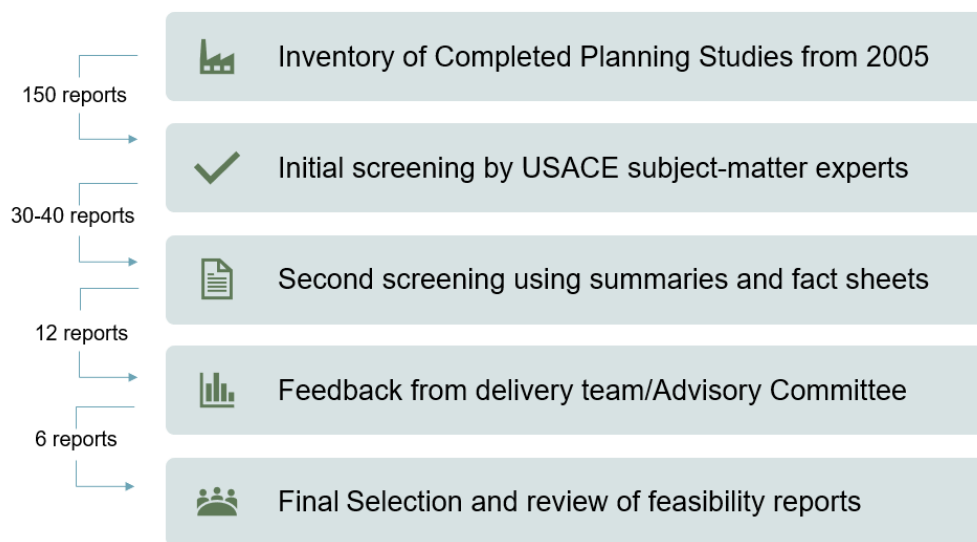 Inventory of Completed Planning Studies from 2005
150 reports
Initial screening by USACE subject-matter experts
30-40 reports
Second screening using summaries and fact sheets
12 reports
Feedback from delivery team/Advisory Committee
6 reports
Final Selection and review of feasibility reports